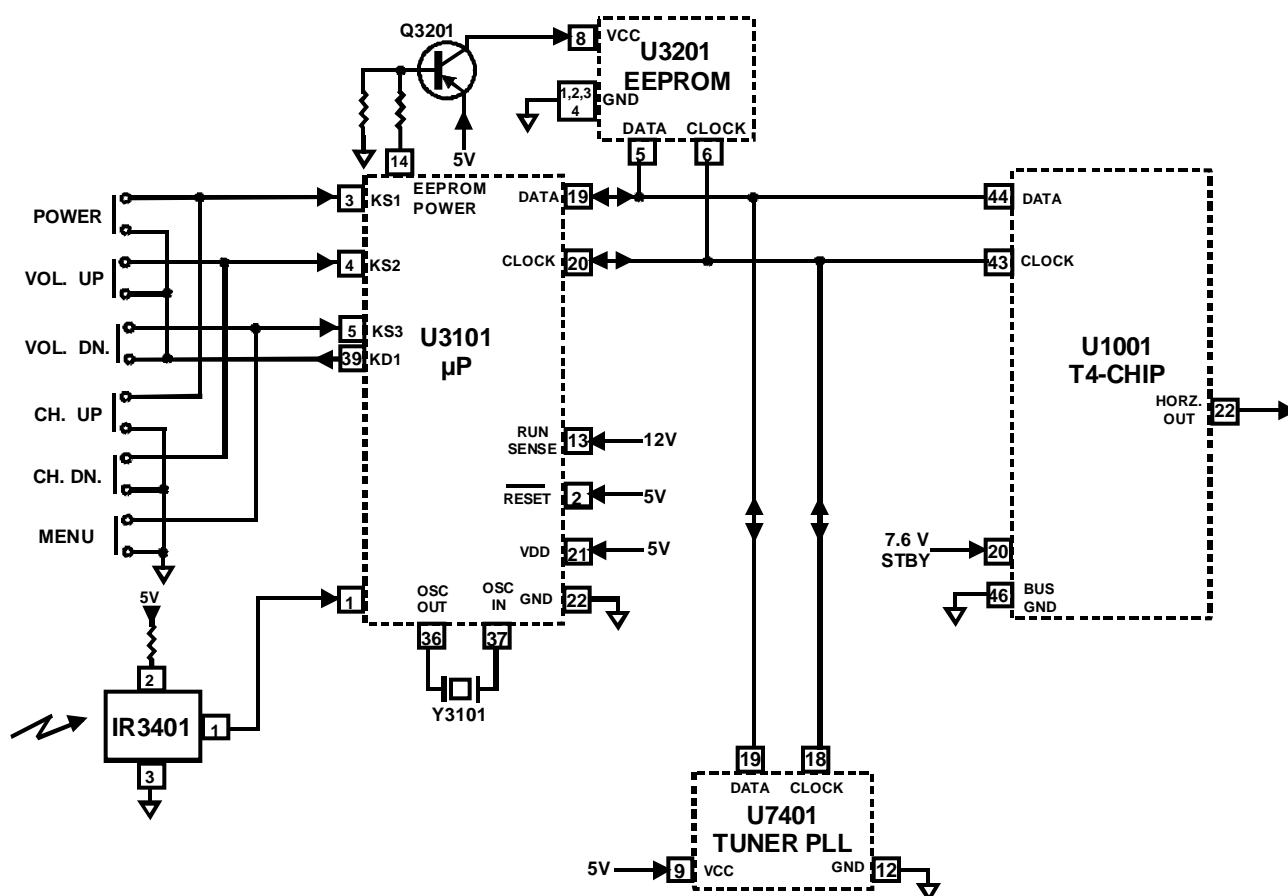 Q3201
8
VCC
U3201
EEPROM
1,2,3
4
GND
DATA CLOCK
5
6
5V
14
EEPROM
POWER
POWER
3
KS1
VOL. UP
4
KS2
VOL. DN.
5
KS3
39
KD1
CH. UP
CH. DN.
MENU
U3101
µP
DATA
19
CLOCK
20
RUN
SENSE
13
12V
RESET
2
5V
VDD
21
5V
GND
22
OSC
OUT
OSC
IN
36
37
Y3101
1
5V
2
IR3401
1
3
44
DATA
43
CLOCK
U1001
T4-CHIP
HORZ.
OUT
22
7.6 V
STBY
20
46
BUS
GND
19
18
DATA CLOCK
U7401
TUNER PLL
5V
9
VCC
GND
12